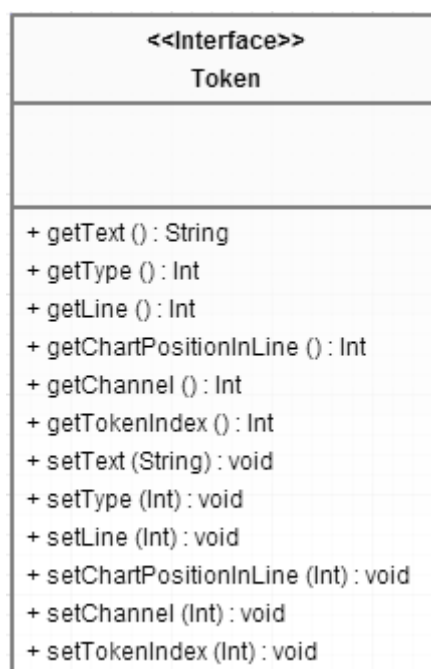 <<Interface>>
Token
+ getText () : String
+ getType () : Int
+ getLine () : Int
+ getChartPositionInLine () : Int
+ getChannel () : Int
+ getTokenIndex () : Int
+ setText (String) : void
+ setType (Int) : void
+ setLine (Int) : void
+ setChartPositionInLine (Int) : void
+ setChannel (Int) : void
+ setTokenIndex (Int) : void